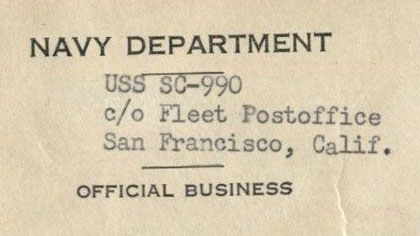 NAVY DEPARTMENT
USS SC-990
c/o Fleet Postoffice
San Francisco, Calif.
OFFICIAL BUSINESS